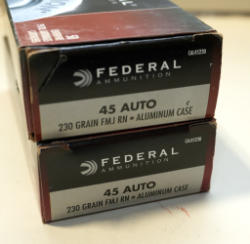 FEDERAL
AMMUNITION
45 AUTO
230 GRAIN FMJ RN • ALUMINUM CASE
FEDERAL
AMMUNITION
45 AUTO
230 GRAIN FMJ RN • ALUMINUM CASE